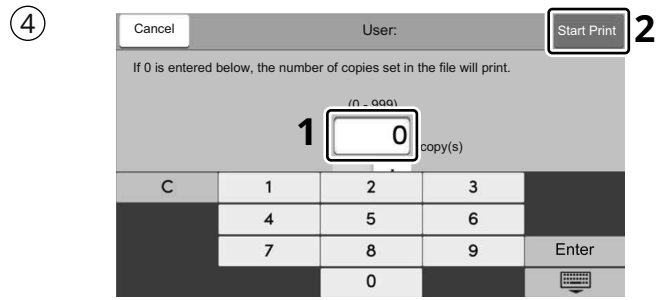 ④
Cancel User: Start Print 2
If 0 is entered below, the number of copies set in the file will print.
(0 - 999)
1 0 copy(s)
C 1 2 3
4 5 6
7 8 9 Enter
0